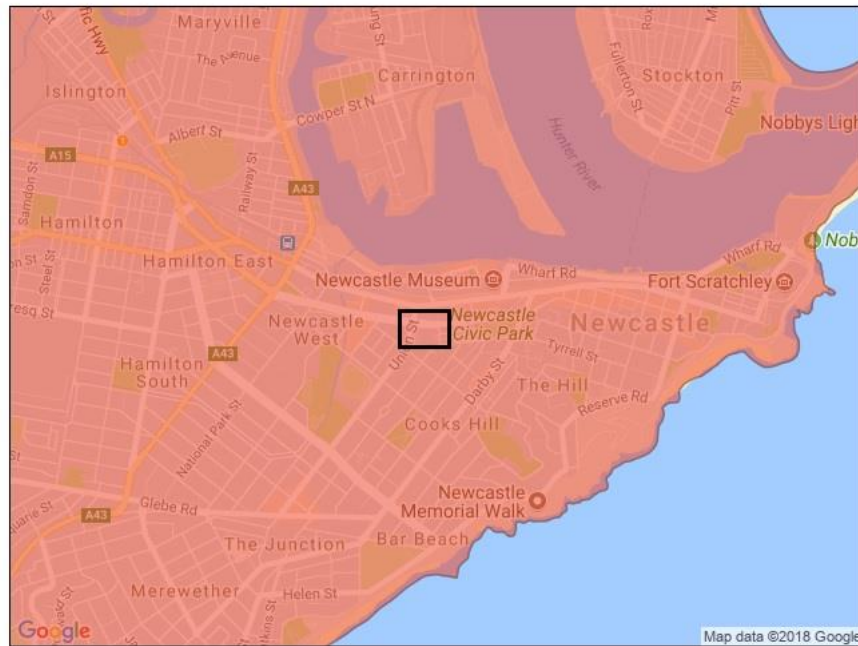 Maryville
fic Hwy
The Avenue
Islington
Albert St
Cowper St N
Carrington
Fullerton St
Stockton
Pitt St
Nobbys Ligh
Hunter River
A15
A43
Railway St
Samdon St
Hamilton
Steel St
Hamilton East
Newcastle Museum
Wharf Rd
Wharf Rd
Nob
Fort Scratchley
Newcastle
Civic Park
Newcastle
Newcastle
West
Union St
Tyrrell St
Darby St
The Hill
Reserve Rd
A43
Hamilton
South
National Park St
Cooks Hill
Newcastle
Memorial Walk
Glebe Rd
A43
The Junction
Bar Beach
Helen St
Merewether
Google
Map data ©2018 Google